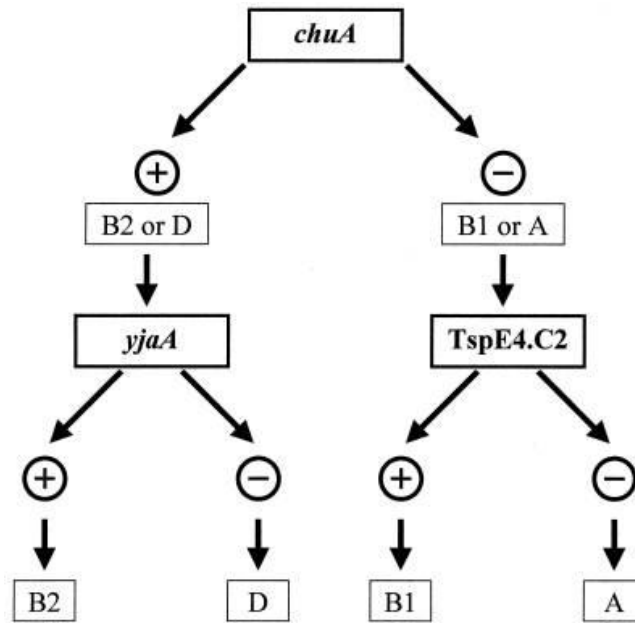 chuA
+ −
B2 or D B1 or A
yjaA TspE4.C2
+ − + −
B2 D B1 A